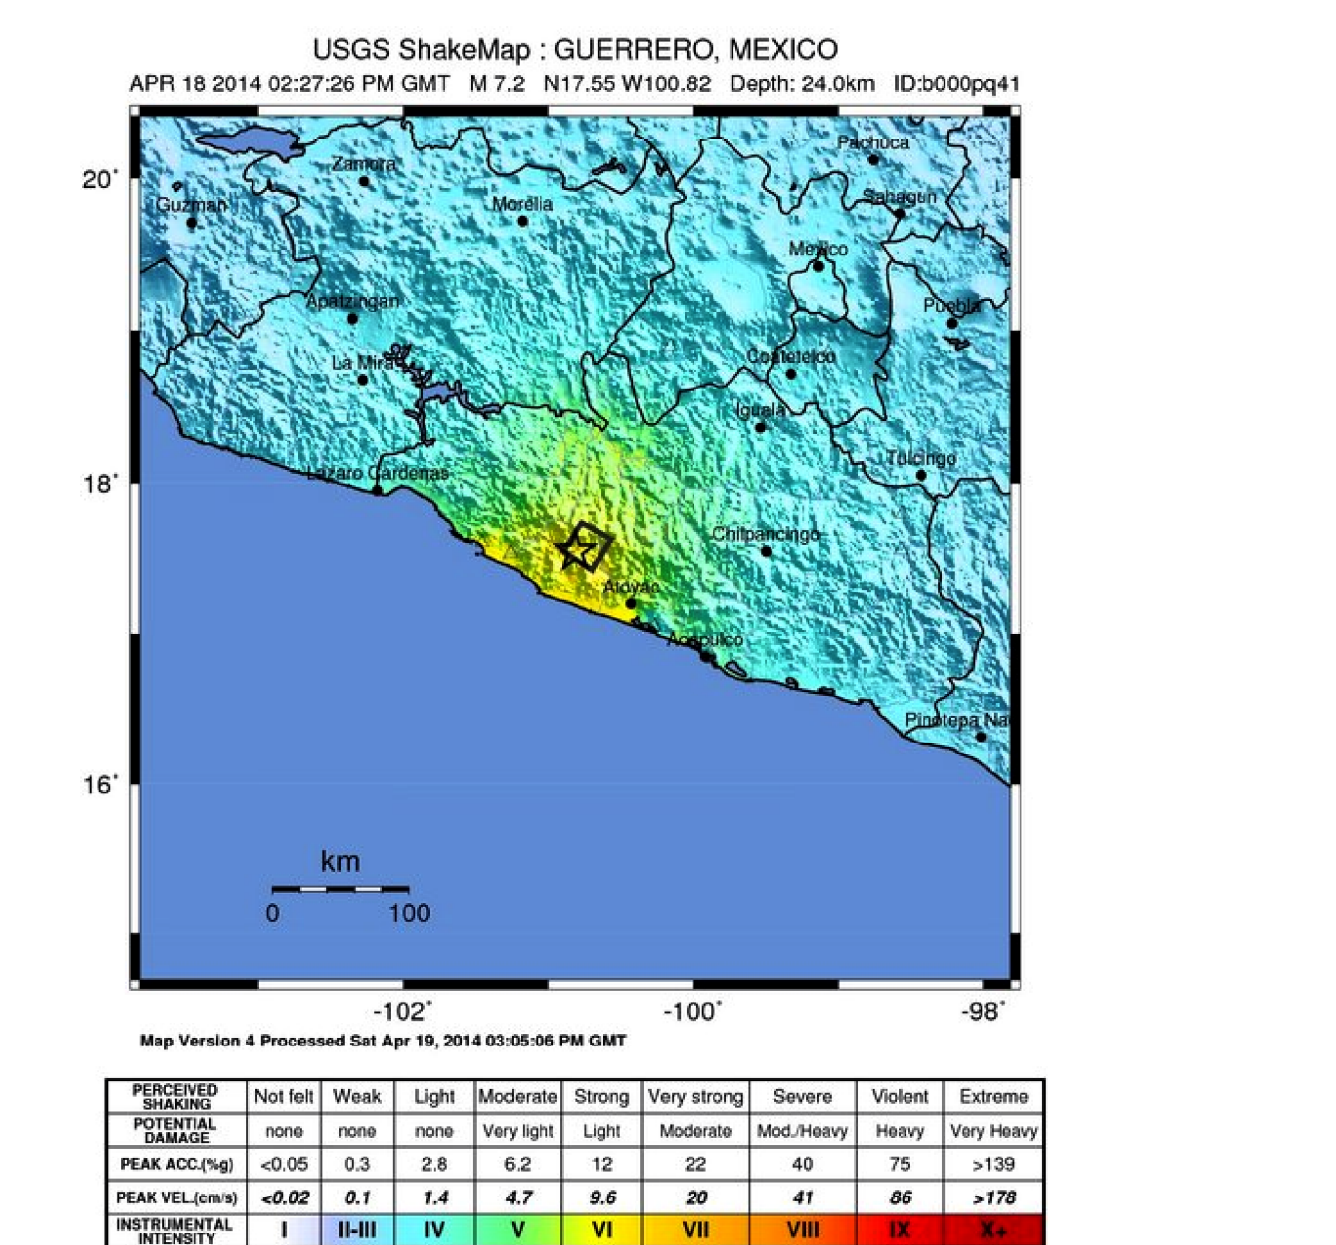 USGS ShakeMap : GUERRERO, MEXICO
APR 18 2014 02:27:26 PM GMT M 7.2 N17.55 W100.82 Depth: 24.0km ID:b000pq41
Pachuca
Zamora
20°
Sahagun
Guzman
Morelia
Mexico
Apatzingan
Puebla
La Mira
Coatetelco
Iguala
Tulcingo
18°
Lazaro Cardenas
Chilpancingo
Atoyac
Acapulco
Pinotepa Na
16°
km
0 100
-102° -100° -98°
Map Version 4 Processed Sat Apr 19, 2014 03:05:06 PM GMT
PERCEIVED SHAKING Not felt Weak Light Moderate Strong Very strong Severe Violent Extreme
POTENTIAL DAMAGE none none none Very light Light Moderate Mod./Heavy Heavy Very Heavy
PEAK ACC.(%g) <0.05 0.3 2.8 6.2 12 22 40 75 >139
PEAK VEL.(cm/s) <0.02 0.1 1.4 4.7 9.6 20 41 86 >178
INSTRUMENTAL INTENSITY I II-III IV V VI VII VIII IX X+